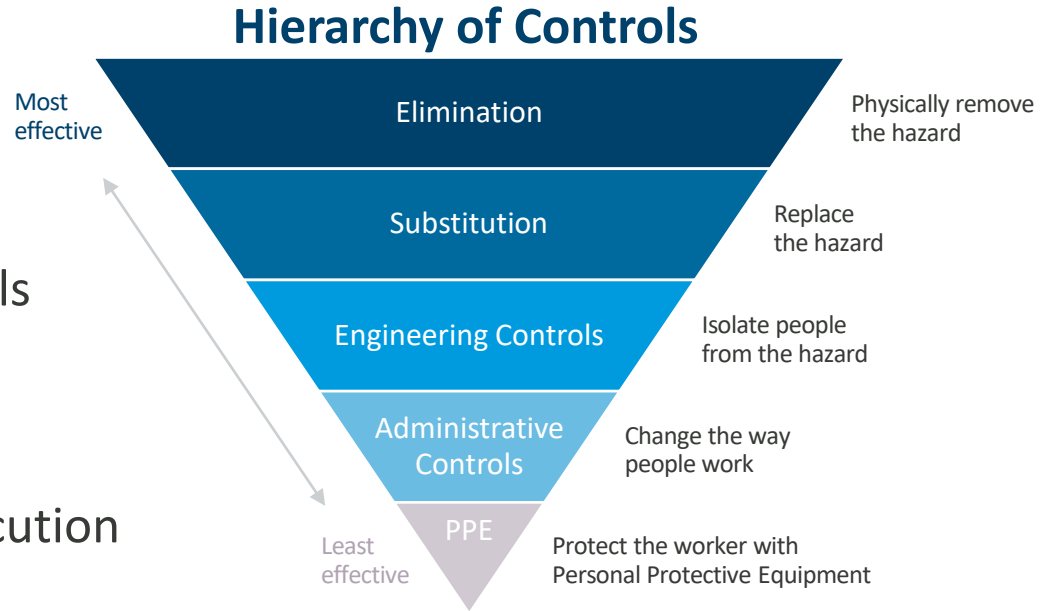 Hierarchy of Controls
Most
effective
Elimination
Physically remove
the hazard
Substitution
Replace
the hazard
Engineering Controls
Isolate people
from the hazard
Administrative
Controls
Change the way
people work
PPE
Least
effective
Protect the worker with
Personal Protective Equipment
ls
cution